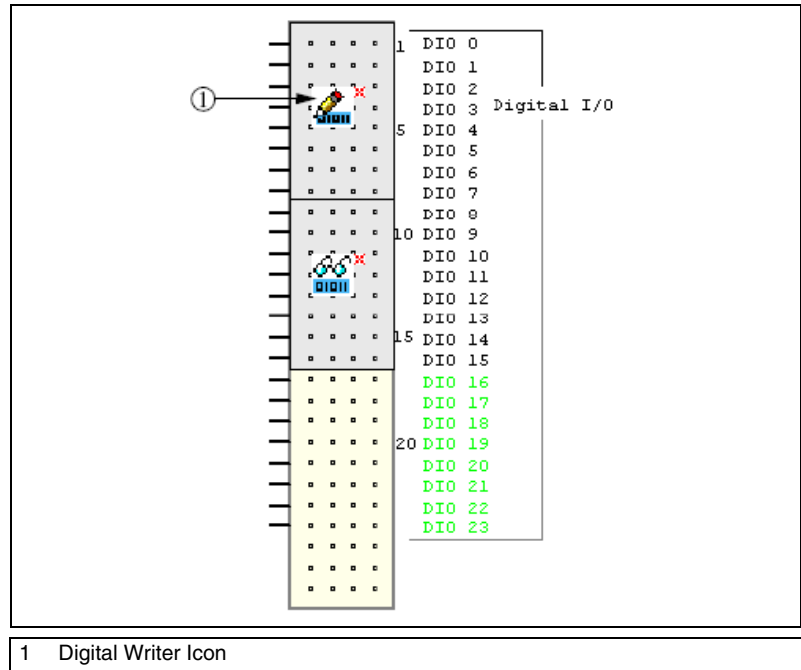 1 DIO 0
DIO 1
DIO 2
①
DIO 3 Digital I/O
5 DIO 4
DIO 5
DIO 6
DIO 7
DIO 8
10 DIO 9
DIO 10
DIO 11
01011
01011
DIO 12
DIO 13
15 DIO 14
DIO 15
DIO 16
DIO 17
DIO 18
20 DIO 19
DIO 20
DIO 21
DIO 22
DIO 23
1 Digital Writer Icon